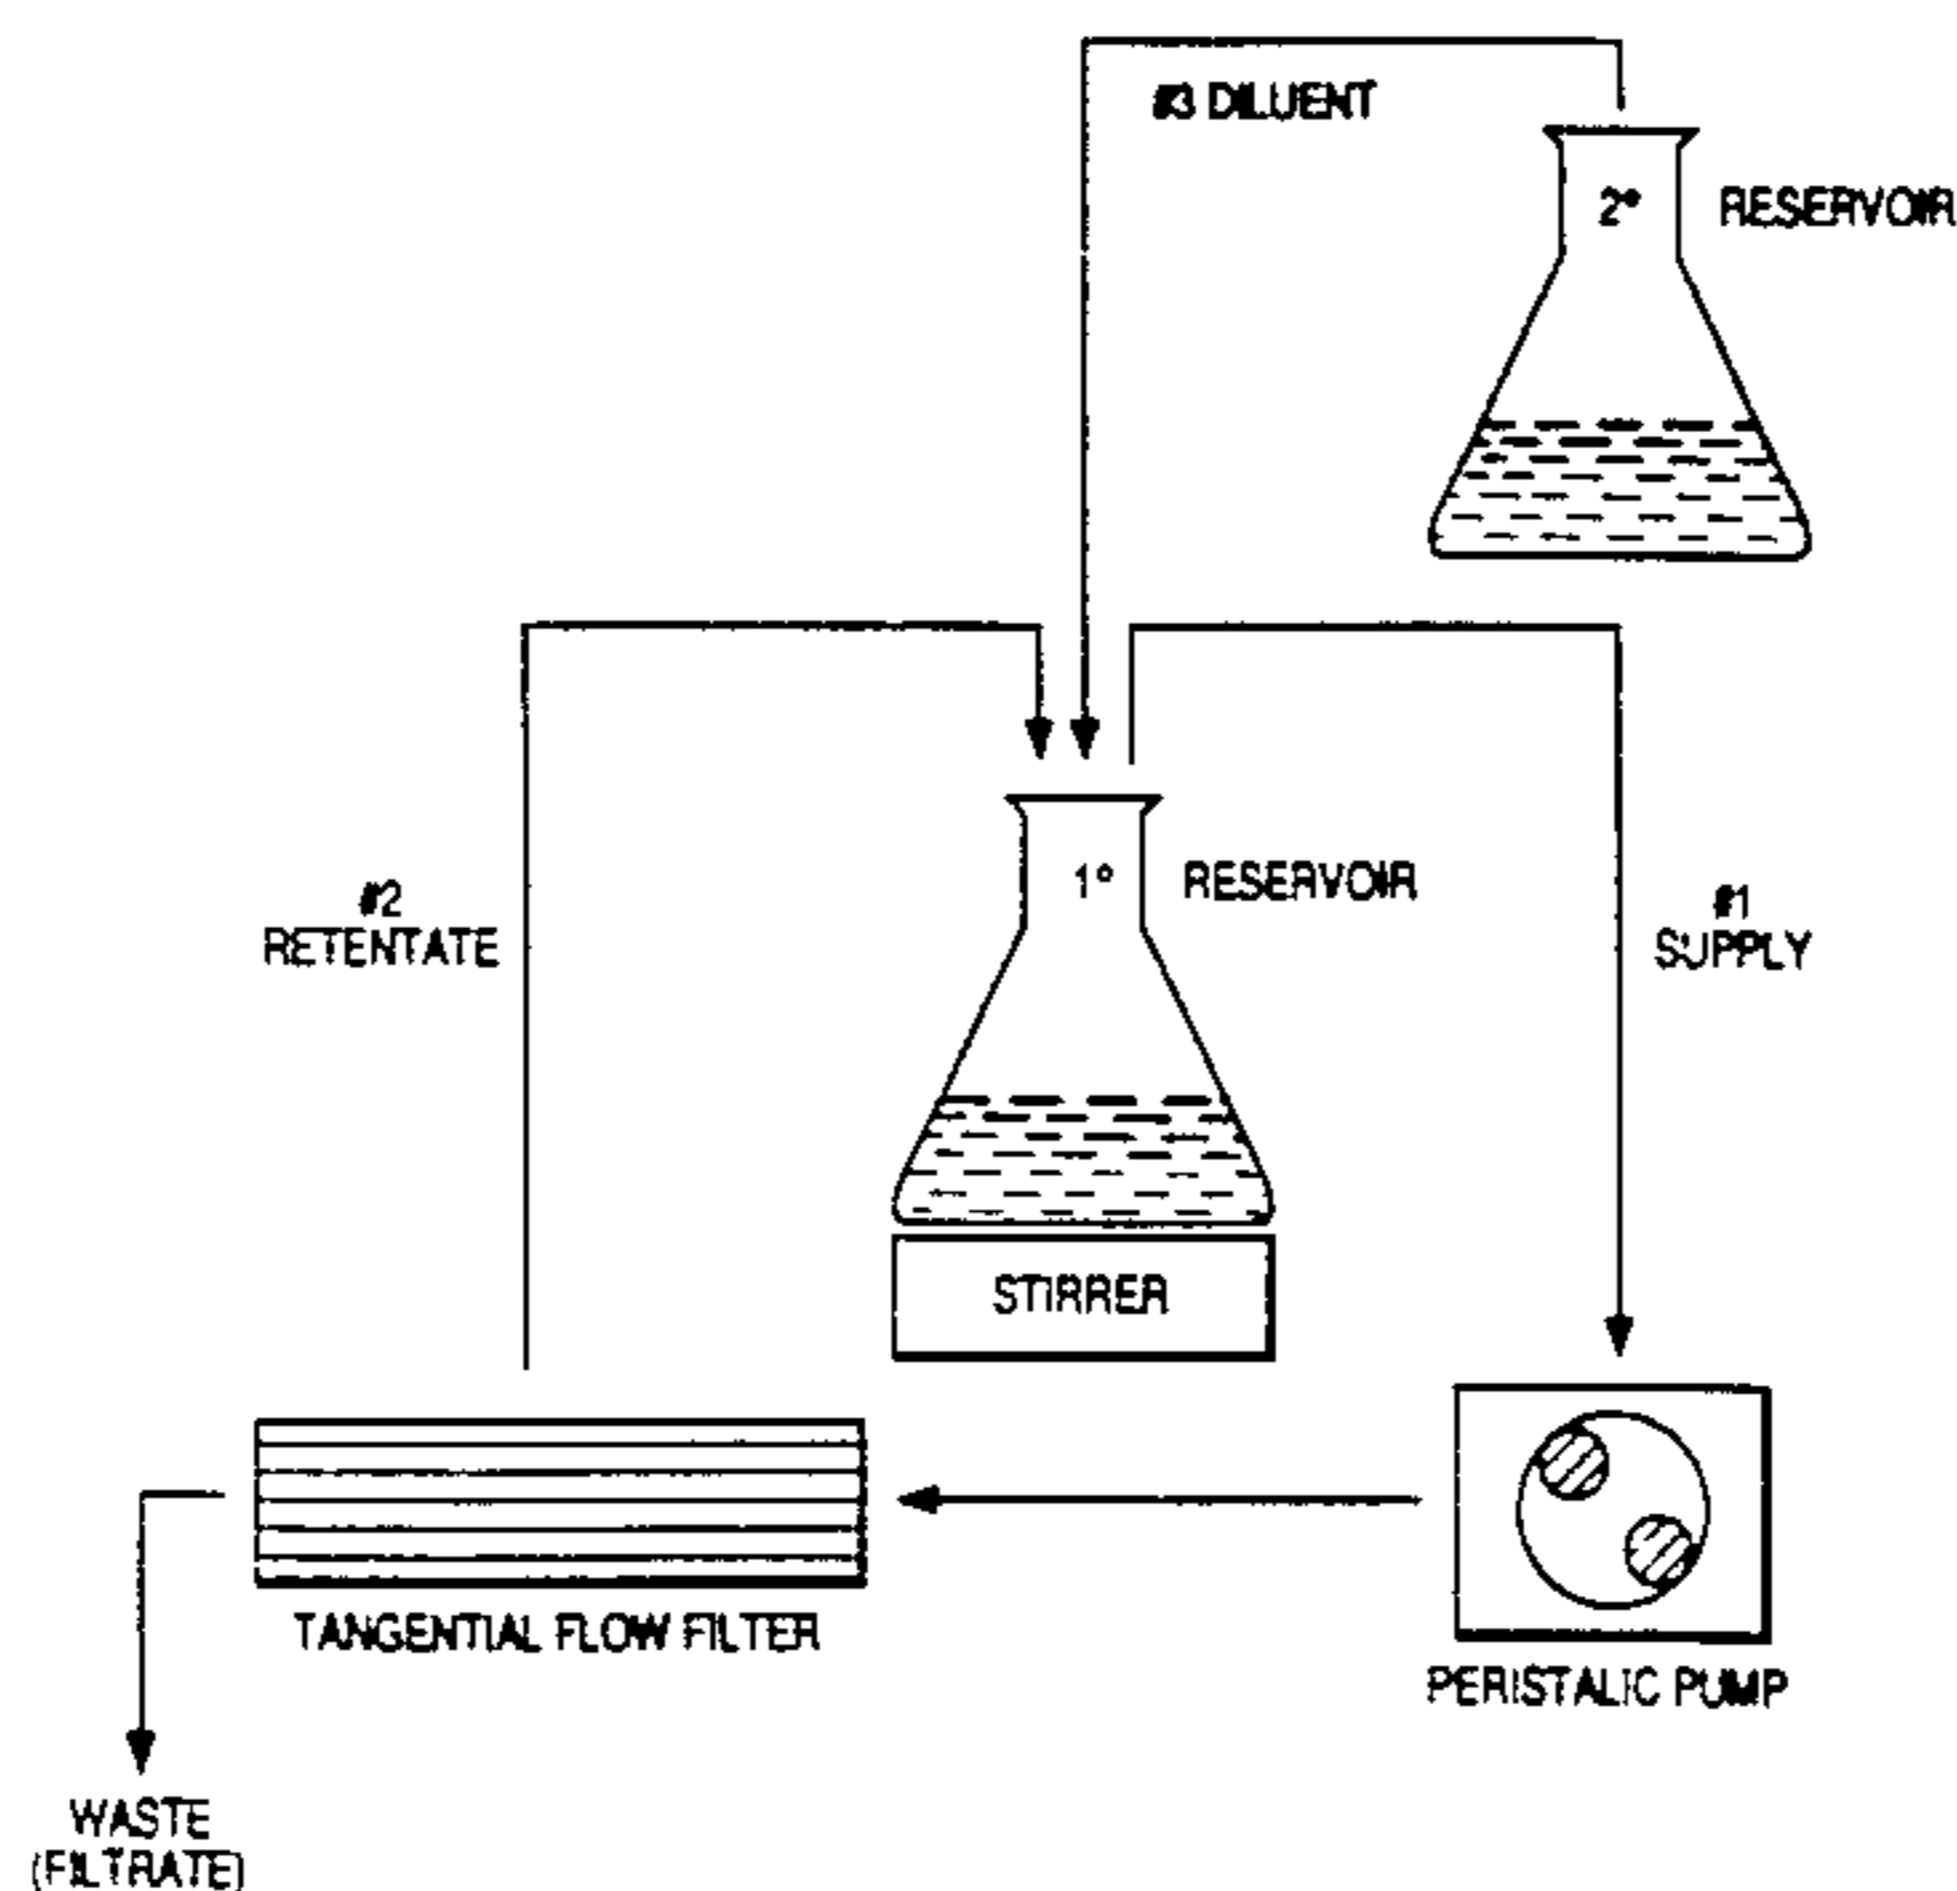 #3 DILUENT
2° RESERVOIR
1° RESERVOIR
#2
RETENTATE
#1
SUPPLY
STIRRER
TANGENTIAL FLOW FILTER
PERISTALIC PUMP
WASTE
(FILTRATE)